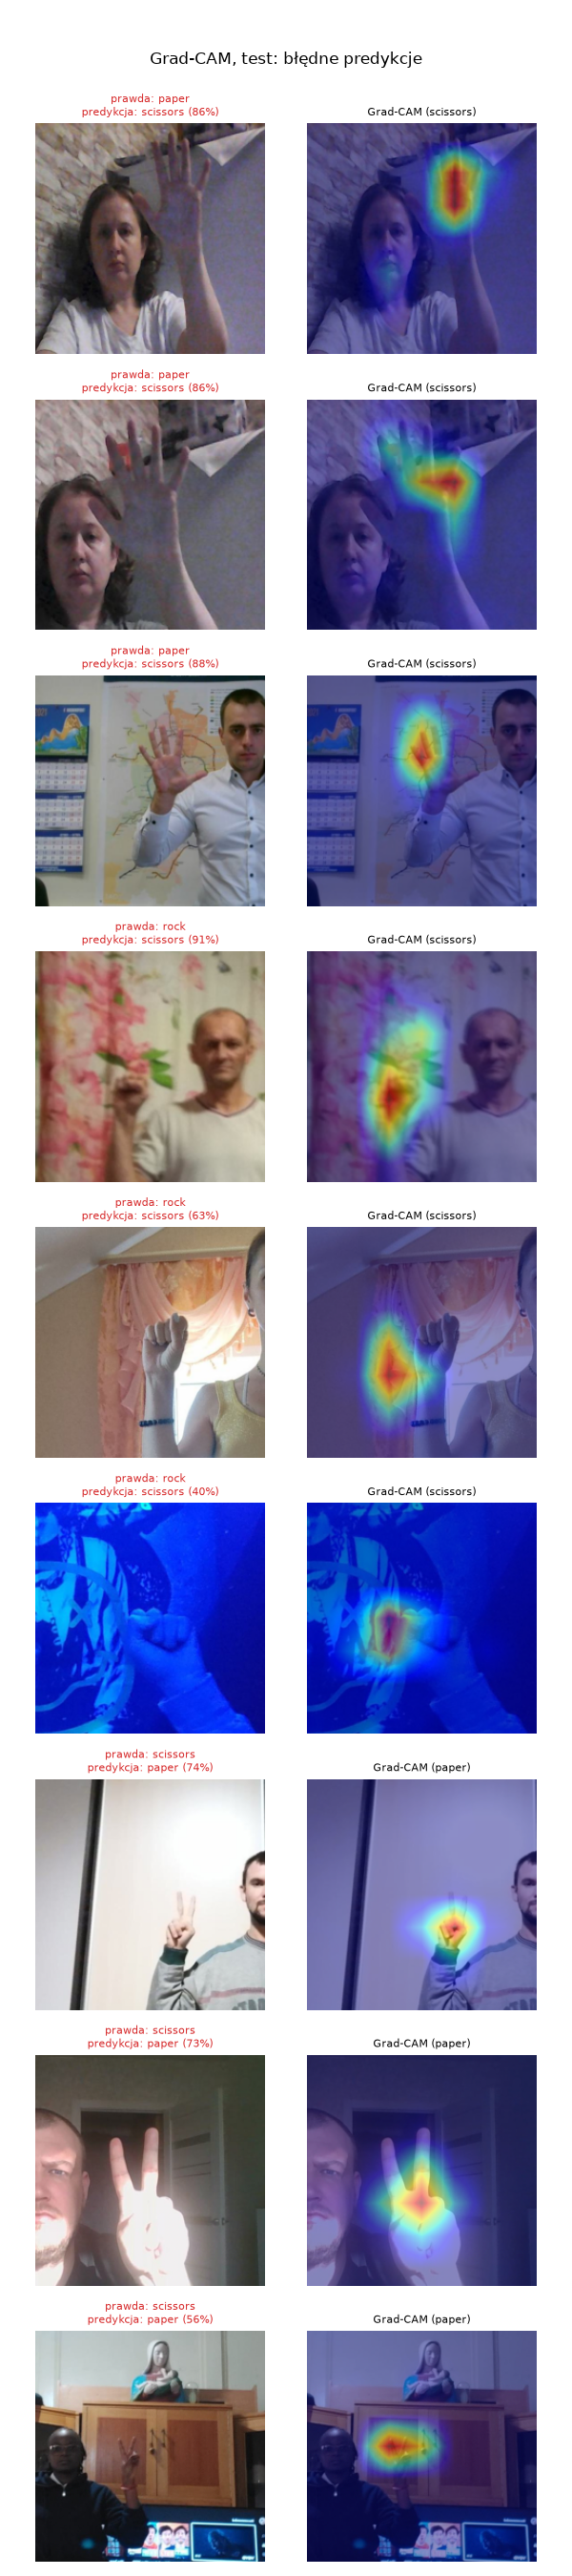 Grad-CAM, test: błędne predykcje
prawda: paper
predykcja: scissors (86%)
Grad-CAM (scissors)
prawda: paper
predykcja: scissors (86%)
Grad-CAM (scissors)
prawda: paper
predykcja: scissors (88%)
Grad-CAM (scissors)
prawda: rock
predykcja: scissors (91%)
Grad-CAM (scissors)
prawda: rock
predykcja: scissors (63%)
Grad-CAM (scissors)
prawda: rock
predykcja: scissors (40%)
Grad-CAM (scissors)
prawda: scissors
predykcja: paper (74%)
Grad-CAM (paper)
prawda: scissors
predykcja: paper (73%)
Grad-CAM (paper)
prawda: scissors
predykcja: paper (56%)
Grad-CAM (paper)